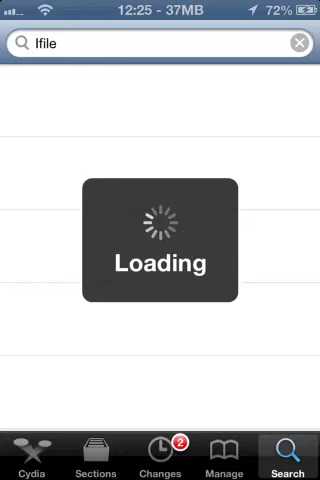 12:25 - 37MB
72%
Ifile
Loading
2
Cydia
Sections
Changes
Manage
Search